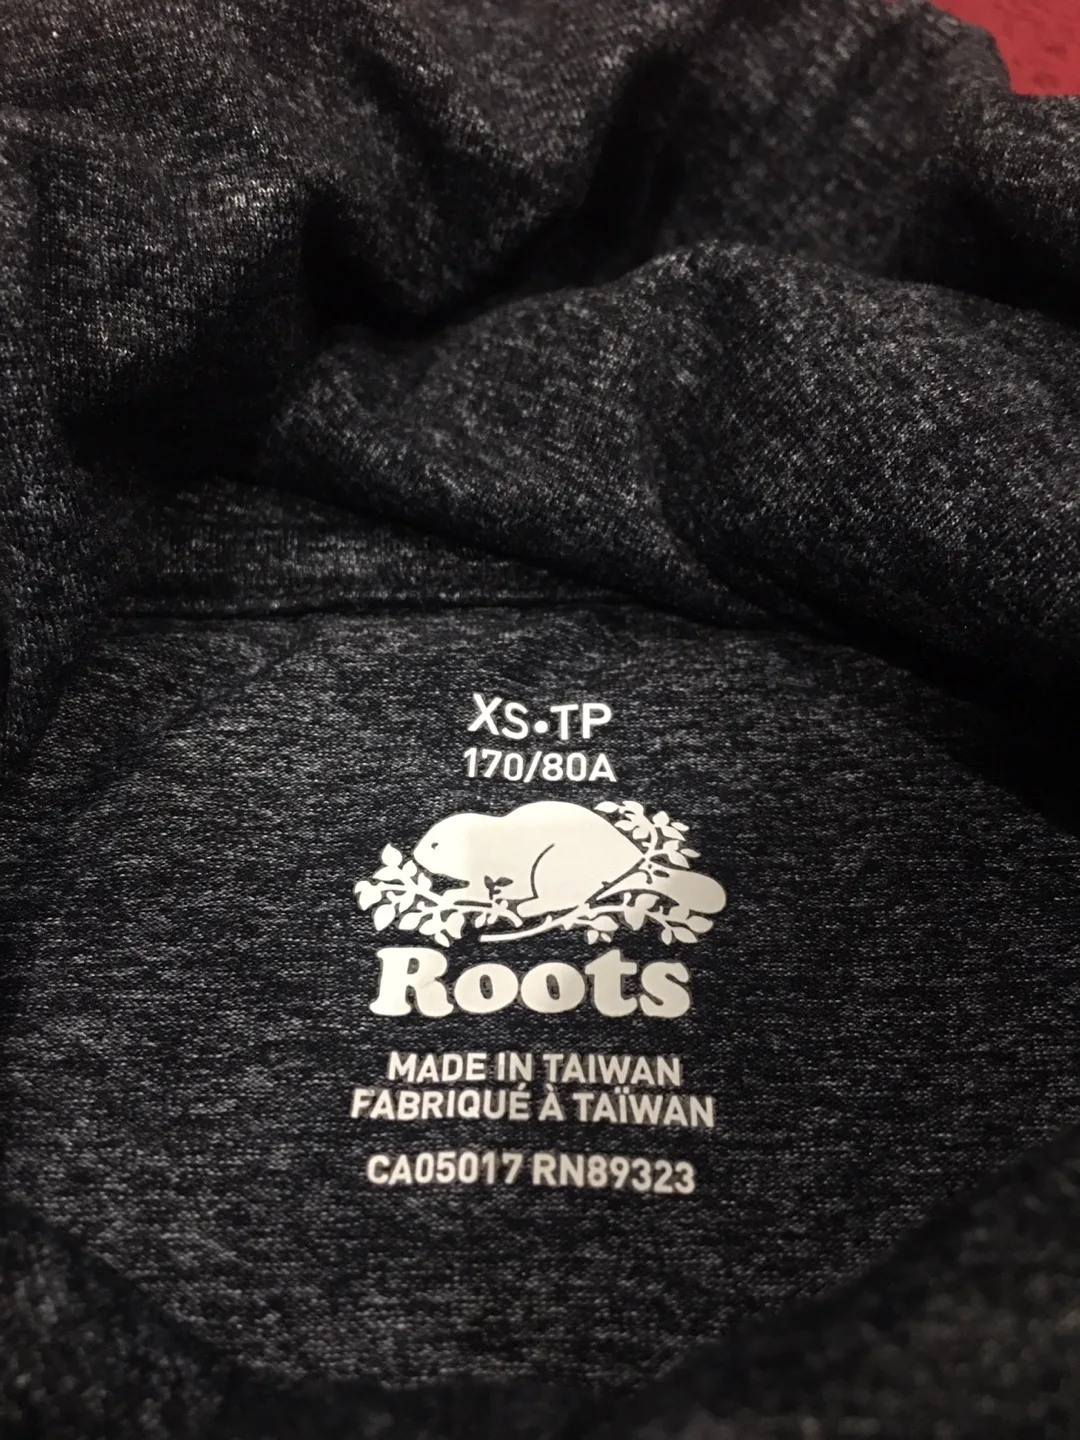 XS•TP
170/80A
Roots
MADE IN TAIWAN
FABRIQUÉ À TAÏWAN
CA05017 RN89323